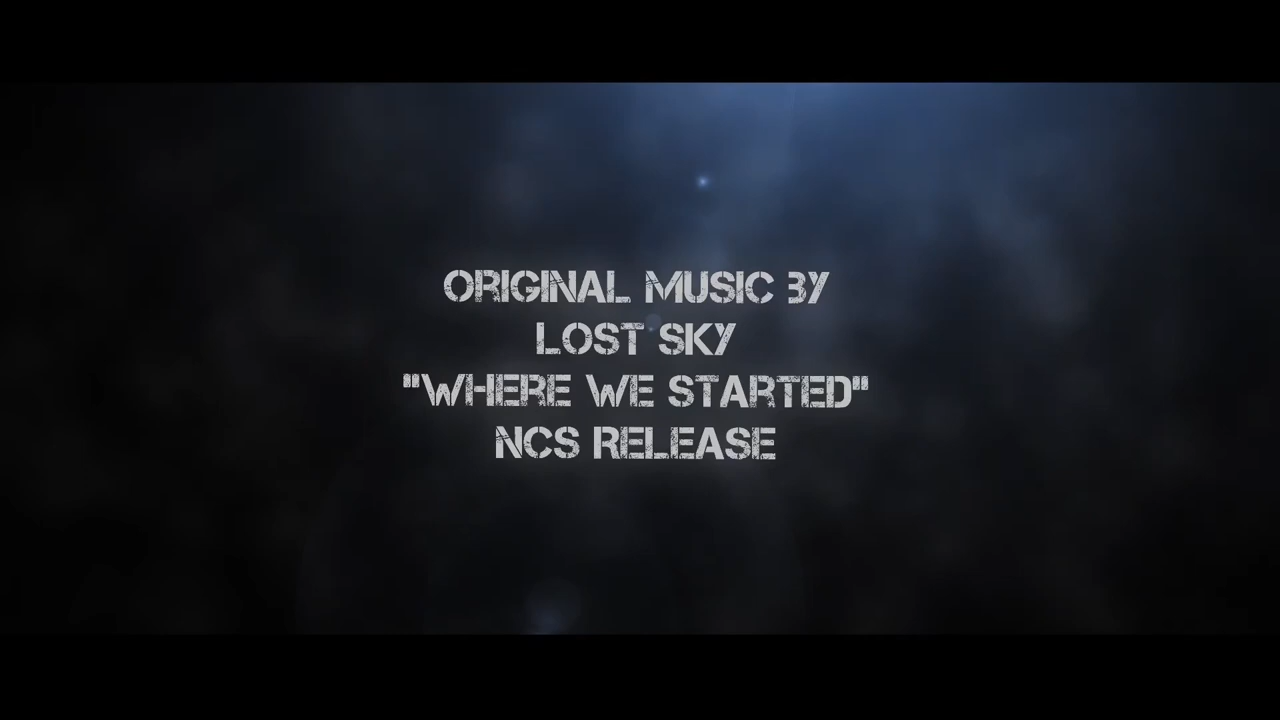 ORIGINAL MUSIC BY
LOST SKY
"WHERE WE STARTED"
NCS RELEASE